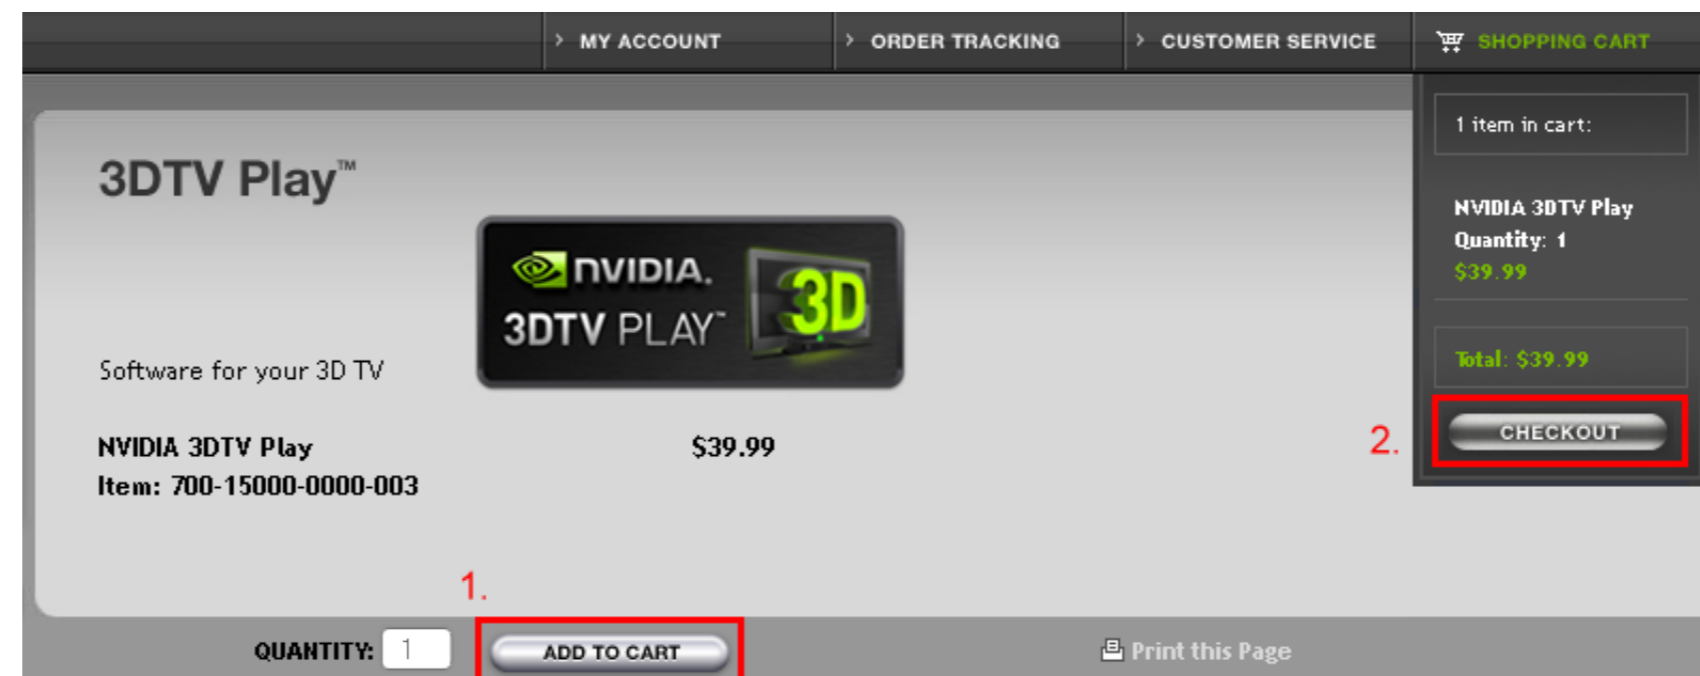 MY ACCOUNT
ORDER TRACKING
CUSTOMER SERVICE
SHOPPING CART
1 item in cart:
3DTV Play™
NVIDIA 3DTV Play
Quantity: 1
$39.99
NVIDIA.
3DTV PLAY™
3D
Software for your 3D TV
Total: $39.99
2.
CHECKOUT
NVIDIA 3DTV Play
$39.99
Item: 700-15000-0000-003
1.
QUANTITY: 1
ADD TO CART
Print this Page